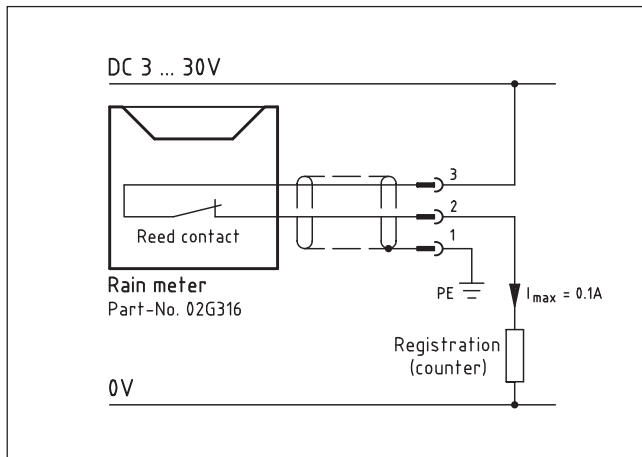 DC 3 ... 30V
3
2
Reed contact
1
Rain meter
Part-No. 02G316
PE
Imax = 0.1A
Registration
(counter)
0V